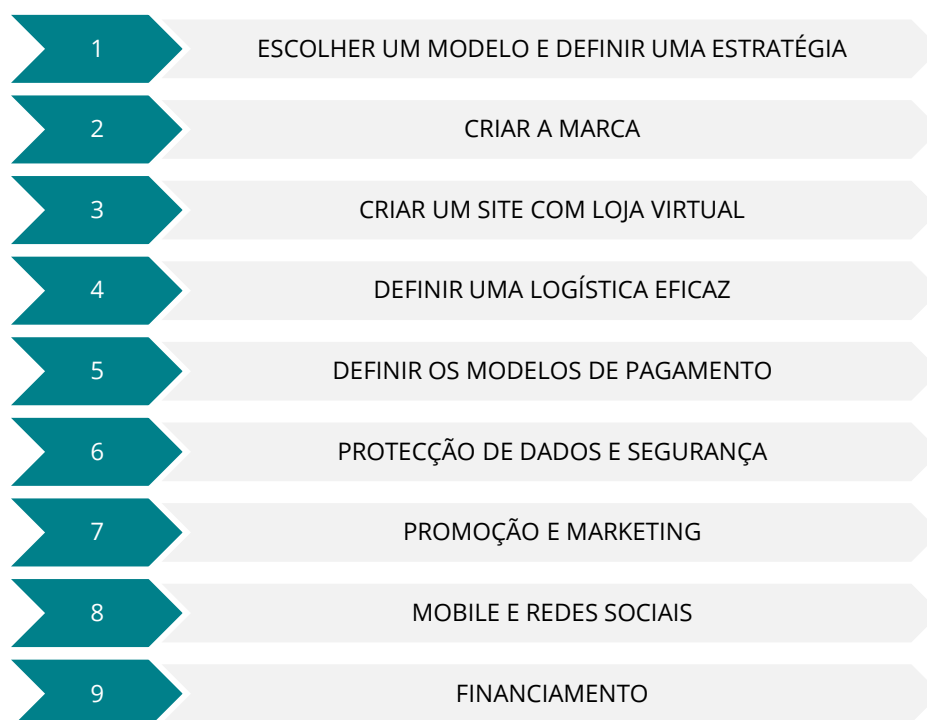 1 ESCOLHER UM MODELO E DEFINIR UMA ESTRATÉGIA
2 CRIAR A MARCA
3 CRIAR UM SITE COM LOJA VIRTUAL
4 DEFINIR UMA LOGÍSTICA EFICAZ
5 DEFINIR OS MODELOS DE PAGAMENTO
6 PROTECÇÃO DE DADOS E SEGURANÇA
7 PROMOÇÃO E MARKETING
8 MOBILE E REDES SOCIAIS
9 FINANCIAMENTO